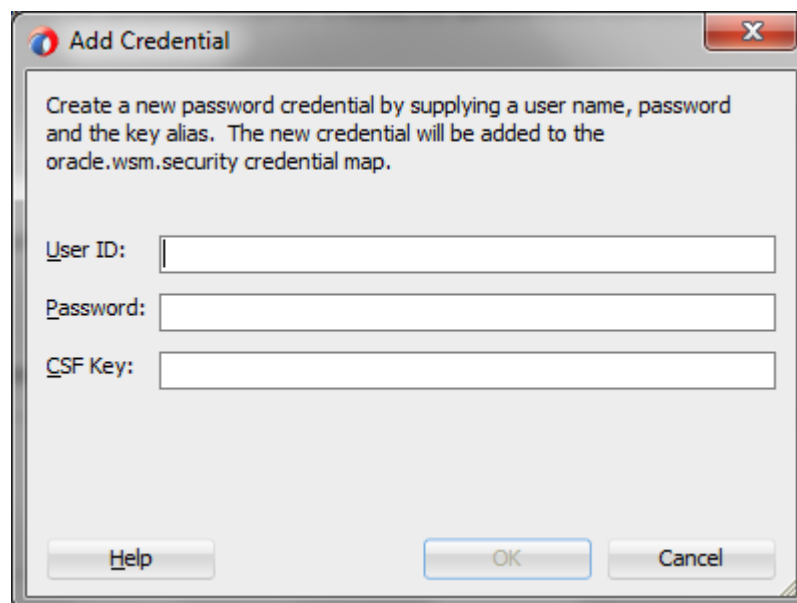 Add Credential
Create a new password credential by supplying a user name, password
and the key alias.  The new credential will be added to the
oracle.wsm.security credential map.
User ID:
Password:
CSF Key:
Help OK Cancel